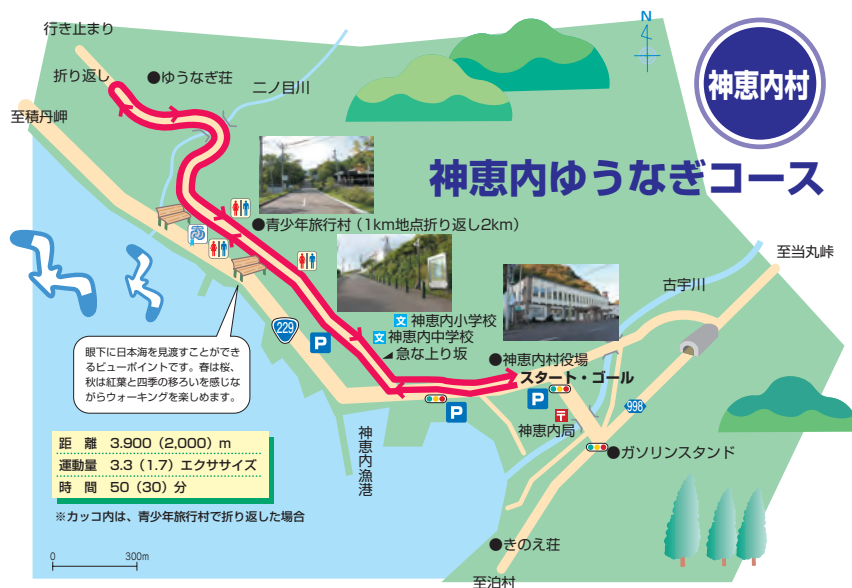 行き止まり
折り返し
●ゆうなぎ荘
二ノ目川
至積丹岬
N
神恵内村
神恵内ゆうなぎコース
●青少年旅行村（1km地点折り返し2km）
至当丸峠
古宇川
229
P
文 神恵内小学校
文 神恵内中学校
急な上り坂
●神恵内村役場
スタート・ゴール
P
P
998
神恵内局
●ガソリンスタンド
神恵内漁港
●きのえ荘
至泊村
眼下に日本海を見渡すことができ
るビューポイントです。春は桜、
秋は紅葉と四季の移ろいを感じな
がらウォーキングを楽しめます。
距　離　3.900（2,000）m
運動量　3.3（1.7）エクササイズ
時　間　50（30）分
※カッコ内は、青少年旅行村で折り返した場合
0 300m